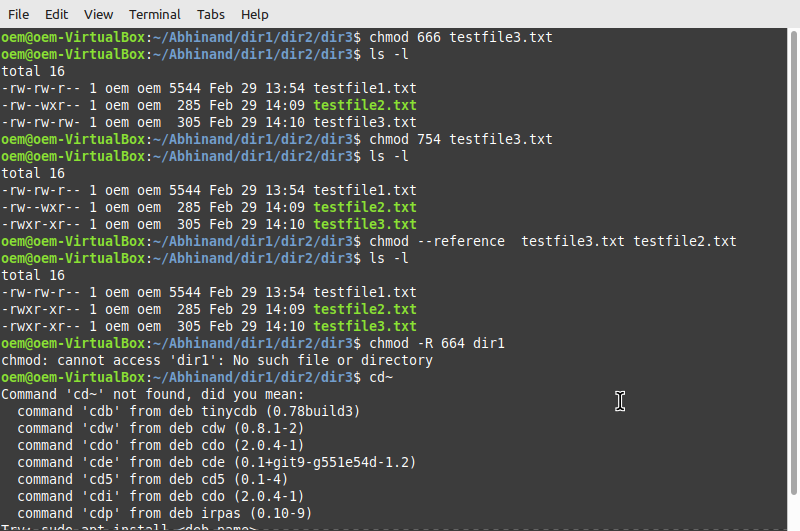 File Edit View Terminal Tabs Help
oem@oem-VirtualBox:~/Abhinand/dir1/dir2/dir3$ chmod 666 testfile3.txt
oem@oem-VirtualBox:~/Abhinand/dir1/dir2/dir3$ ls -l
total 16
-rw-rw-r-- 1 oem oem 5544 Feb 29 13:54 testfile1.txt
-rw--wxr-- 1 oem oem  285 Feb 29 14:09 testfile2.txt
-rw-rw-rw- 1 oem oem  305 Feb 29 14:10 testfile3.txt
oem@oem-VirtualBox:~/Abhinand/dir1/dir2/dir3$ chmod 754 testfile3.txt
oem@oem-VirtualBox:~/Abhinand/dir1/dir2/dir3$ ls -l
total 16
-rw-rw-r-- 1 oem oem 5544 Feb 29 13:54 testfile1.txt
-rw--wxr-- 1 oem oem  285 Feb 29 14:09 testfile2.txt
-rwxr-xr-- 1 oem oem  305 Feb 29 14:10 testfile3.txt
oem@oem-VirtualBox:~/Abhinand/dir1/dir2/dir3$ chmod --reference  testfile3.txt testfile2.txt
oem@oem-VirtualBox:~/Abhinand/dir1/dir2/dir3$ ls -l
total 16
-rw-rw-r-- 1 oem oem 5544 Feb 29 13:54 testfile1.txt
-rwxr-xr-- 1 oem oem  285 Feb 29 14:09 testfile2.txt
-rwxr-xr-- 1 oem oem  305 Feb 29 14:10 testfile3.txt
oem@oem-VirtualBox:~/Abhinand/dir1/dir2/dir3$ chmod -R 664 dir1
chmod: cannot access 'dir1': No such file or directory
oem@oem-VirtualBox:~/Abhinand/dir1/dir2/dir3$ cd~
Command 'cd~' not found, did you mean:
  command 'cdb' from deb tinycdb (0.78build3)
  command 'cdw' from deb cdw (0.8.1-2)
  command 'cdo' from deb cdo (2.0.4-1)
  command 'cde' from deb cde (0.1+git9-g551e54d-1.2)
  command 'cd5' from deb cd5 (0.1-4)
  command 'cdi' from deb cdo (2.0.4-1)
  command 'cdp' from deb irpas (0.10-9)
Try: sudo apt install <deb name>